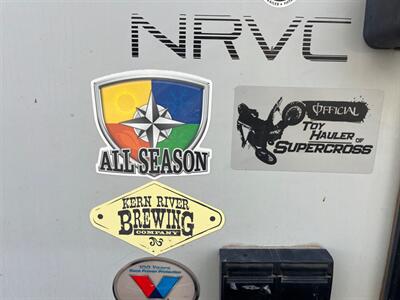 NRVC
ALL SEASON
OFFICIAL
TOY
HAULER OF
SUPERCROSS
KERN RIVER
BREWING
COMPANY